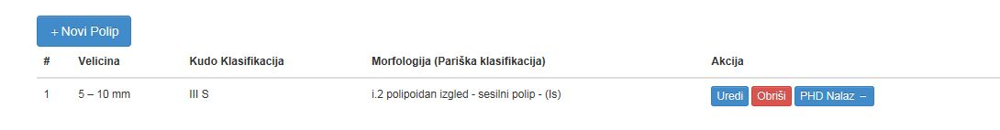 + Novi Polip
# Velicina Kudo Klasifikacija Morfologija (Pariška klasifikacija) Akcija
1 5 – 10 mm III S i.2 polipoidan izgled - sesilni polip - (Is) Uredi Obriši PHD Nalaz –